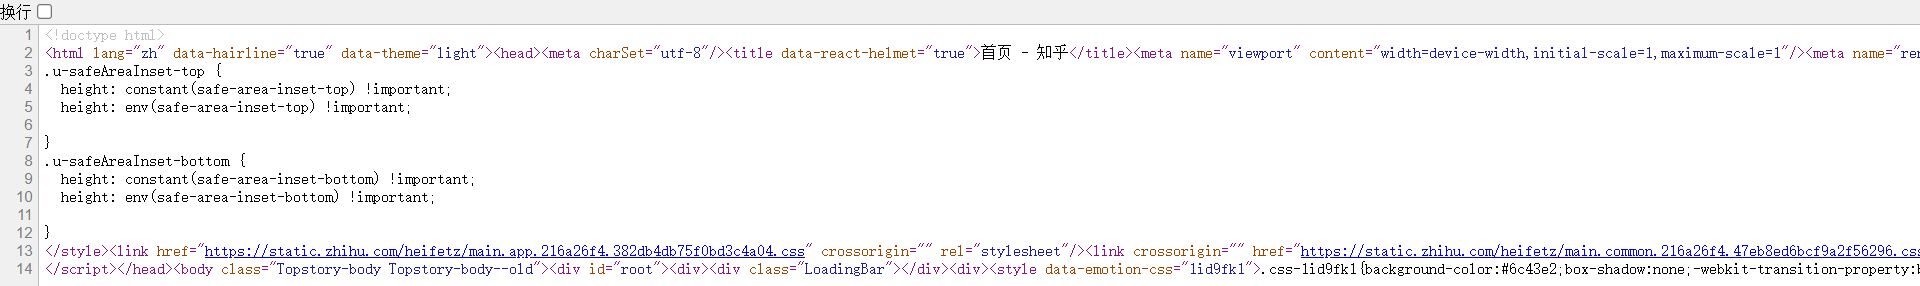 换行
1 <!doctype html>
2 <html lang="zh" data-hairline="true" data-theme="light"><head><meta charSet="utf-8"/><title data-react-helmet="true">首页 - 知乎</title><meta name="viewport" content="width=device-width,initial-scale=1,maximum-scale=1"/><meta name="ren
3 .u-safeAreaInset-top {
4 height: constant(safe-area-inset-top) !important;
5 height: env(safe-area-inset-top) !important;
6
7 }
8 .u-safeAreaInset-bottom {
9 height: constant(safe-area-inset-bottom) !important;
10 height: env(safe-area-inset-bottom) !important;
11
12 }
13 </style><link href="https://static.zhihu.com/heifetz/main.app.216a26f4.382db4db75f0bd3c4a04.css" crossorigin="" rel="stylesheet"/><link crossorigin="" href="https://static.zhihu.com/heifetz/main.common.216a26f4.47eb8ed6bcf9a2f56296.css
14 </script></head><body class="Topstory-body Topstory-body--old"><div id="root"><div><div class="LoadingBar"></div><div><style data-emotion-css="lid9fk1">.css-lid9fk1{background-color:#6c43e2;box-shadow:none;-webkit-transition-property:b